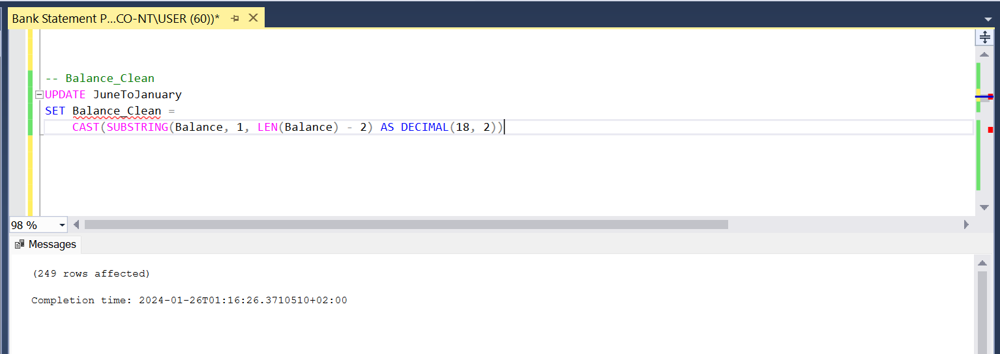 Bank Statement P...CO-NT\USER (60))*
-- Balance_Clean
UPDATE JuneToJanuary
SET Balance_Clean =
CAST(SUBSTRING(Balance, 1, LEN(Balance) - 2) AS DECIMAL(18, 2))
98 %
Messages
(249 rows affected)
Completion time: 2024-01-26T01:16:26.3710510+02:00